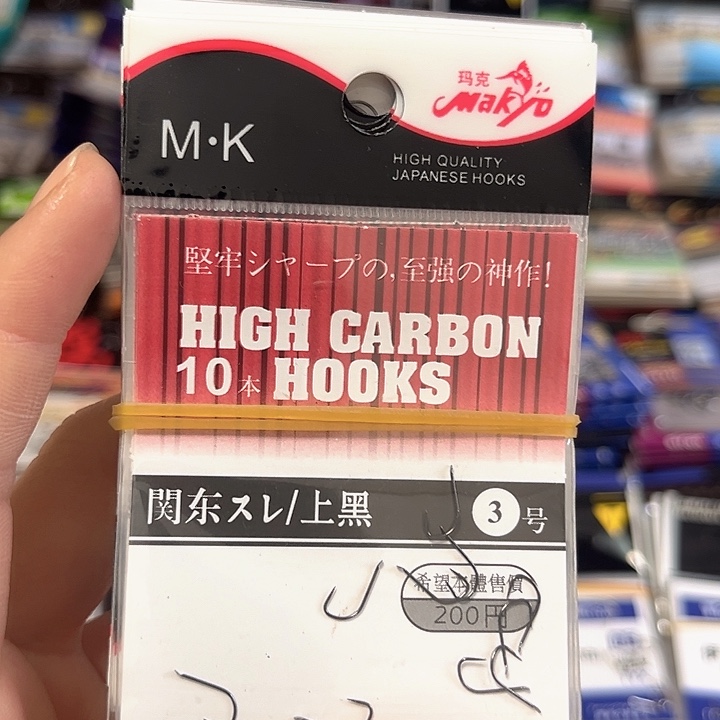 玛克
Makyo
M·K
HIGH QUALITY
JAPANESE HOOKS
堅牢シャープの,至强の神作!
HIGH CARBON
10本 HOOKS
関东スレ/上黑
3号
希望本體售價
200円